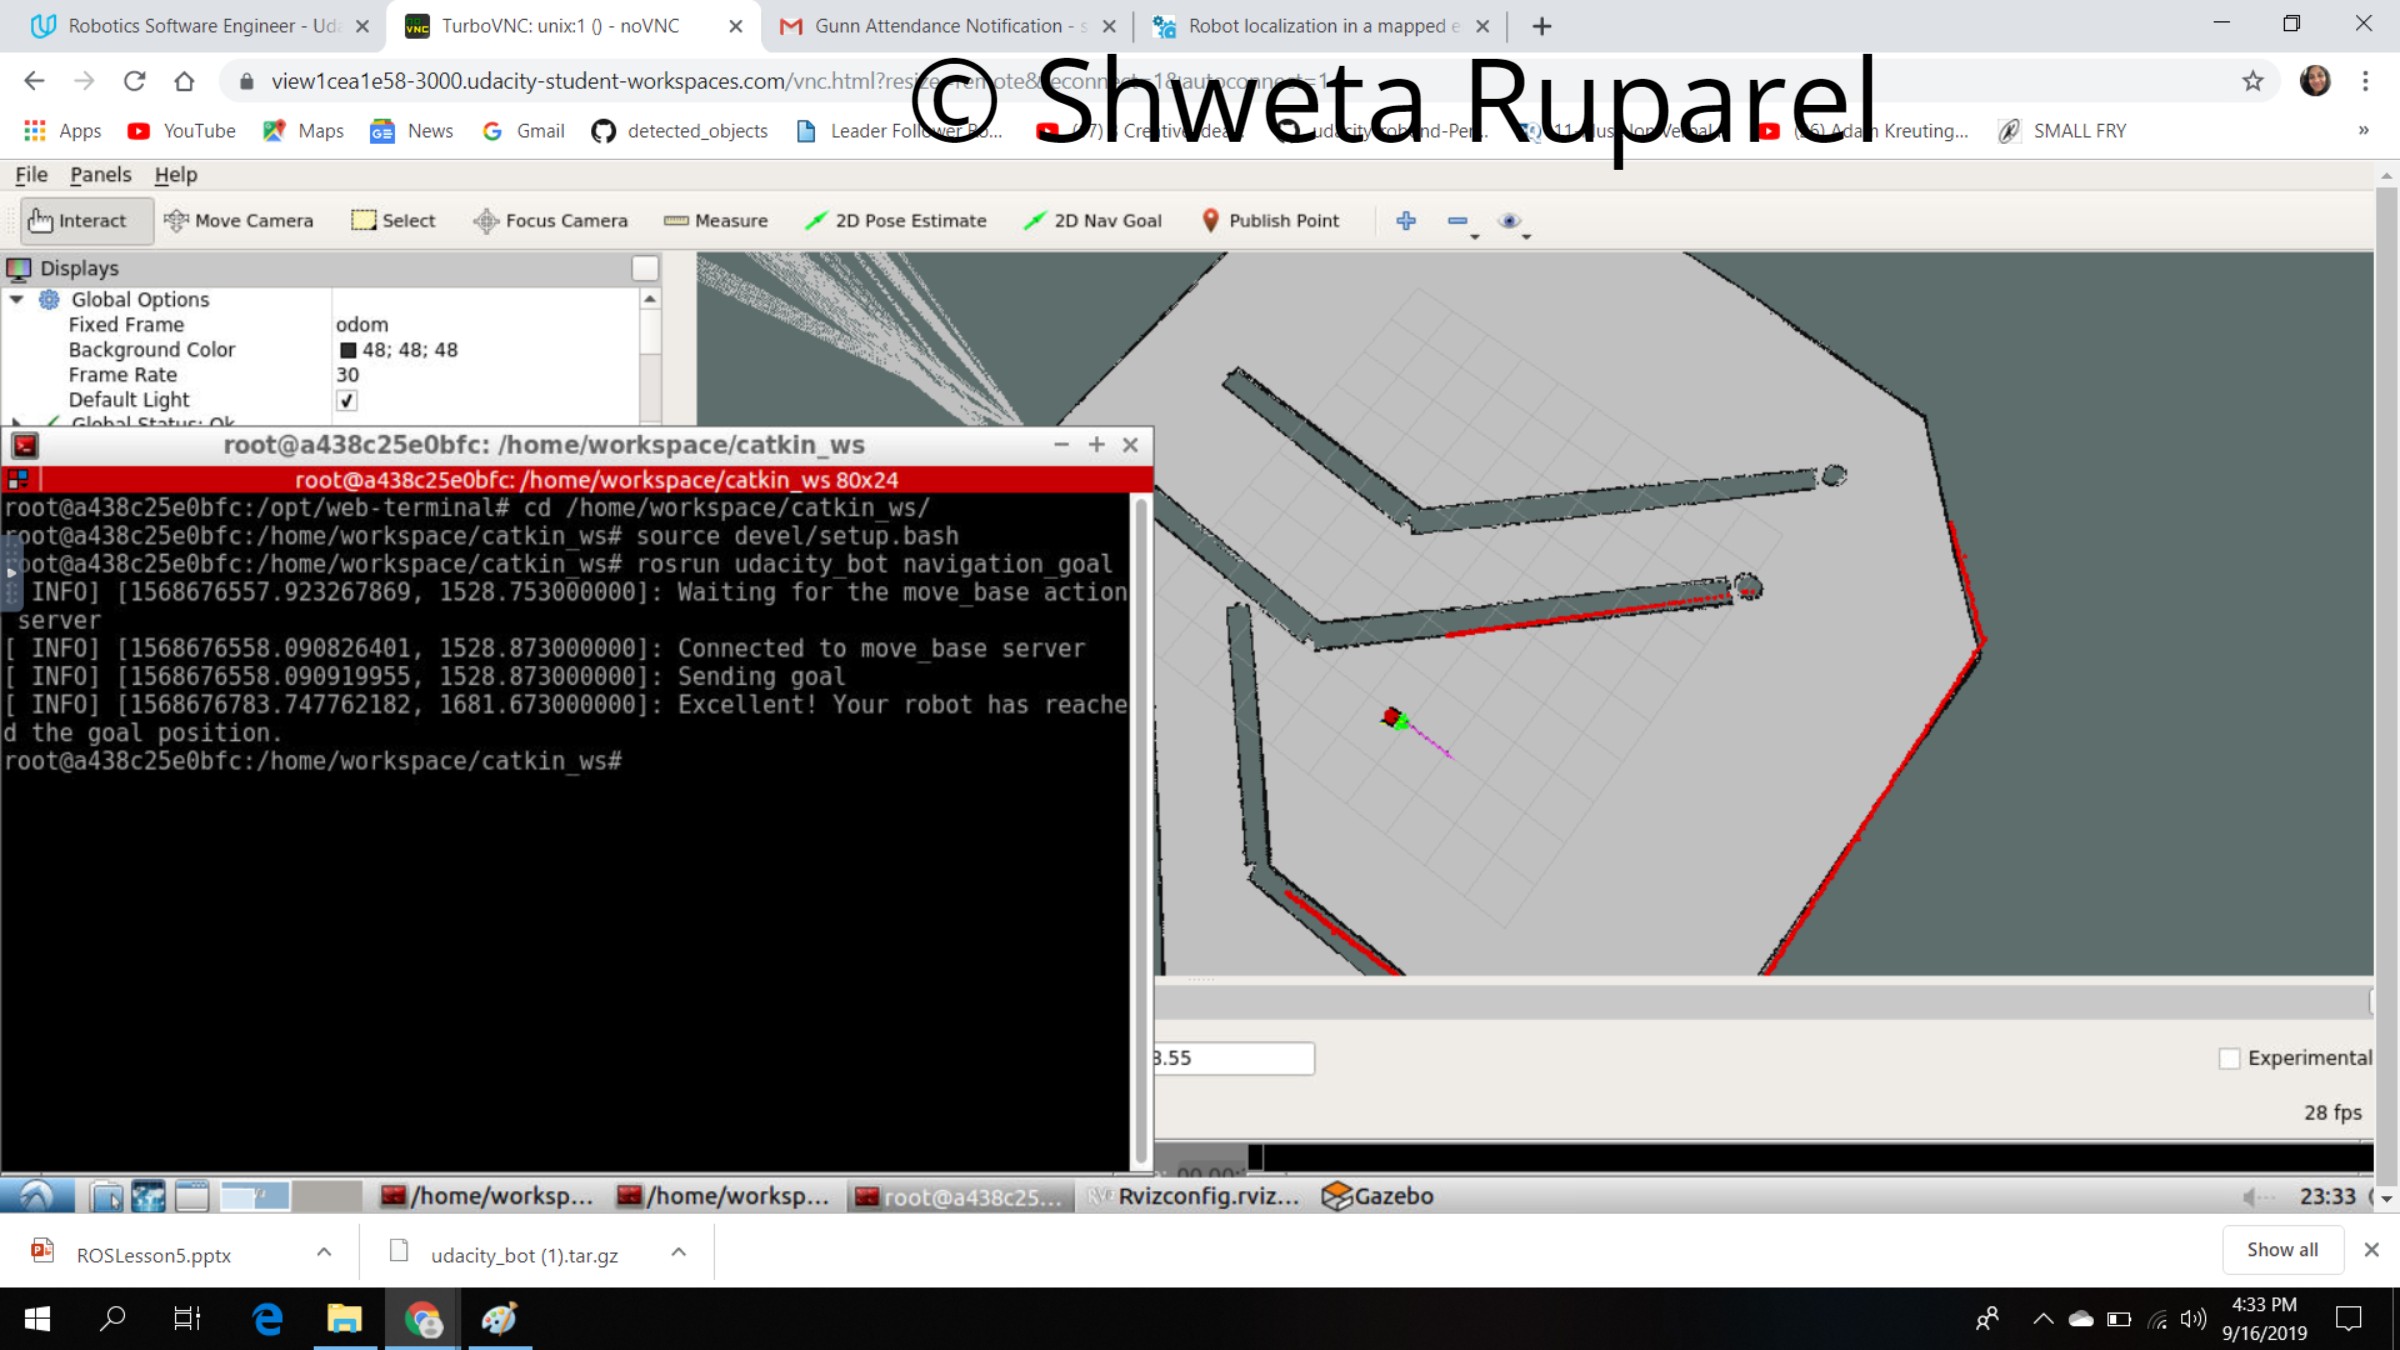 Robotics Software Engineer - Uda
TurboVNC: unix:1 () - noVNC
Gunn Attendance Notification - s
Robot localization in a mapped e
view1cea1e58-3000.udacity-student-workspaces.com/vnc.html?resize=remote&reconnect=1&autoconnect=1
© Shweta Ruparel
Apps
YouTube
Maps
News
Gmail
detected_objects
Leader Follower Ro...
Creative
SMALL FRY
»
File Panels Help
Interact
Move Camera
Select
Focus Camera
Measure
2D Pose Estimate
2D Nav Goal
Publish Point
Displays
Global Options
Fixed Frame odom
Background Color 48; 48; 48
Frame Rate 30
Default Light ✓
Global Status: Ok
root@a438c25e0bfc: /home/workspace/catkin_ws
root@a438c25e0bfc: /home/workspace/catkin_ws 80x24
root@a438c25e0bfc:/opt/web-terminal# cd /home/workspace/catkin_ws/
root@a438c25e0bfc:/home/workspace/catkin_ws# source devel/setup.bash
root@a438c25e0bfc:/home/workspace/catkin_ws# rosrun udacity_bot navigation_goal
INFO] [1568676557.923267869, 1528.753000000]: Waiting for the move_base action
server
[ INFO] [1568676558.090826401, 1528.873000000]: Connected to move_base server
[ INFO] [1568676558.090919955, 1528.873000000]: Sending goal
[ INFO] [1568676783.747762182, 1681.673000000]: Excellent! Your robot has reache
d the goal position.
root@a438c25e0bfc:/home/workspace/catkin_ws#
3.55
Experimental
28 fps
/home/worksp...
/home/worksp...
root@a438c25...
Rvizconfig.rviz...
Gazebo
23:33
ROSLesson5.pptx
udacity_bot (1).tar.gz
Show all
4:33 PM
9/16/2019